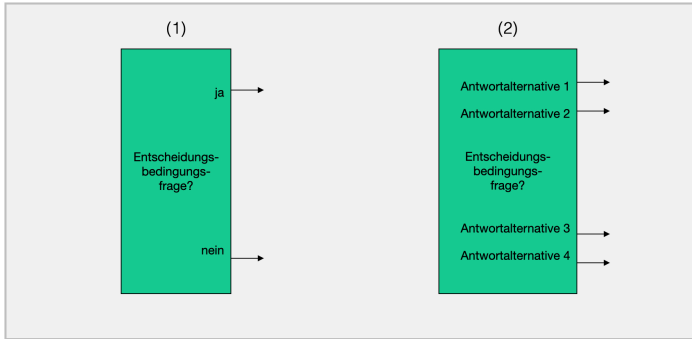 (1)
ja
Entscheidungs-
bedingungs-
frage?
nein
(2)
Antwortalternative 1
Antwortalternative 2
Entscheidungs-
bedingungs-
frage?
Antwortalternative 3
Antwortalternative 4